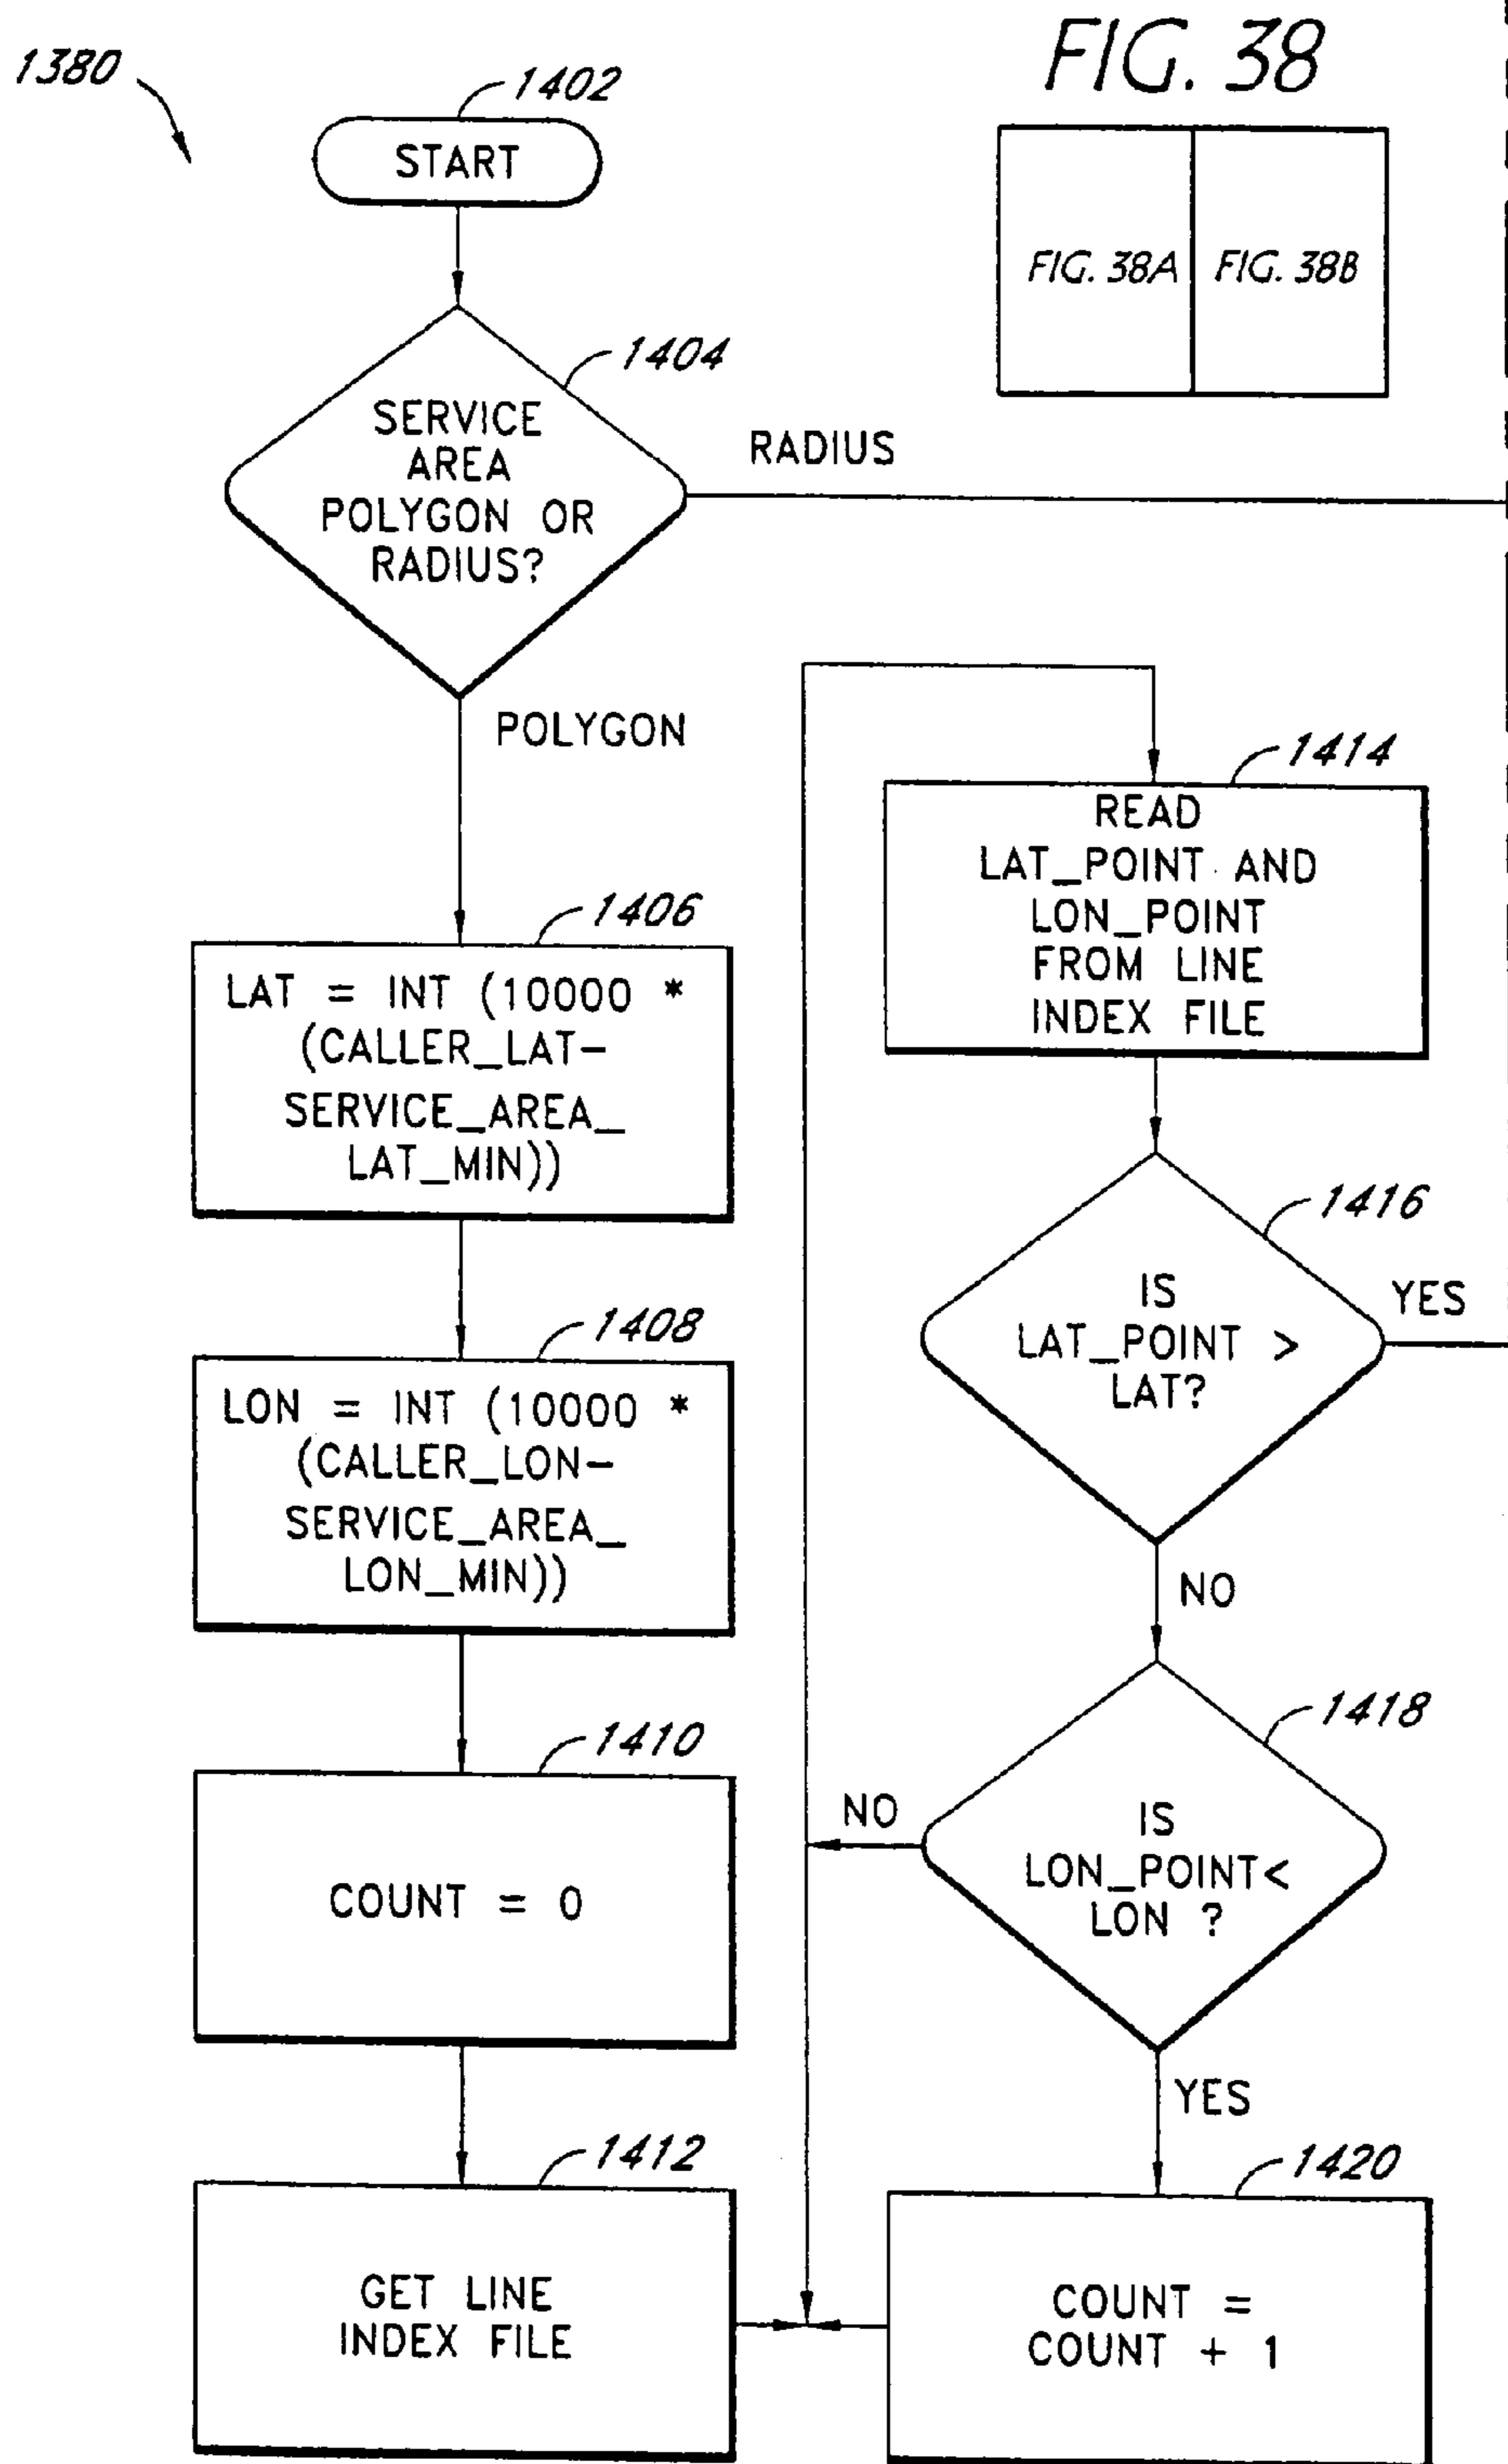 FIG. 38
FIG. 38A
FIG. 38B
1380
1402
START
1404
SERVICE
AREA
POLYGON OR
RADIUS?
RADIUS
POLYGON
1406
LAT = INT (10000 *
(CALLER_LAT-
SERVICE_AREA_
LAT_MIN))
1408
LON = INT (10000 *
(CALLER_LON-
SERVICE_AREA_
LON_MIN))
1410
COUNT = 0
1412
GET LINE
INDEX FILE
1414
READ
LAT_POINT AND
LON_POINT
FROM LINE
INDEX FILE
1416
IS
LAT_POINT >
LAT?
YES
NO
1418
IS
LON_POINT<
LON ?
NO
YES
1420
COUNT =
COUNT + 1